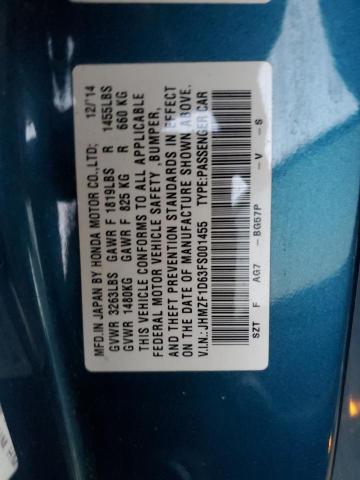 MFD.IN JAPAN BY HONDA MOTOR CO.,LTD; 12/'14
GVWR 3263LBS GAWR F 1819LBS R 1455LBS
GVWR 1480KG GAWR F 825 KG R 660 KG
THIS VEHICLE CONFORMS TO ALL APPLICABLE
FEDERAL MOTOR VEHICLE SAFETY ,BUMPER,
AND THEFT PREVENTION STANDARDS IN EFFECT
ON THE DATE OF MANUFACTURE SHOWN ABOVE.
V.I.N.: JHMZF1D63FS001455 TYPE:PASSENGER CAR
SZT F AG7 - BG57P - V - S